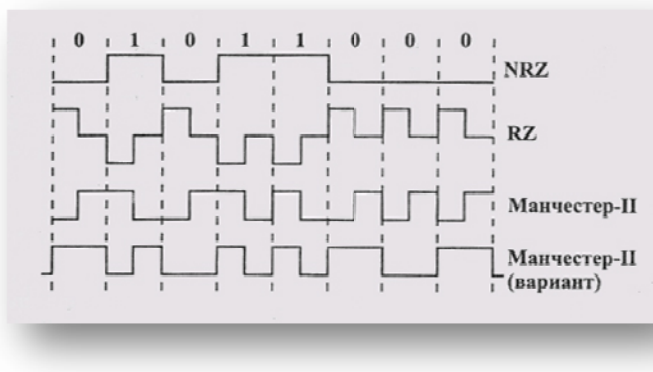 0 1 0 1 1 0 0 0
NRZ
RZ
Манчестер-II
Манчестер-II
(вариант)